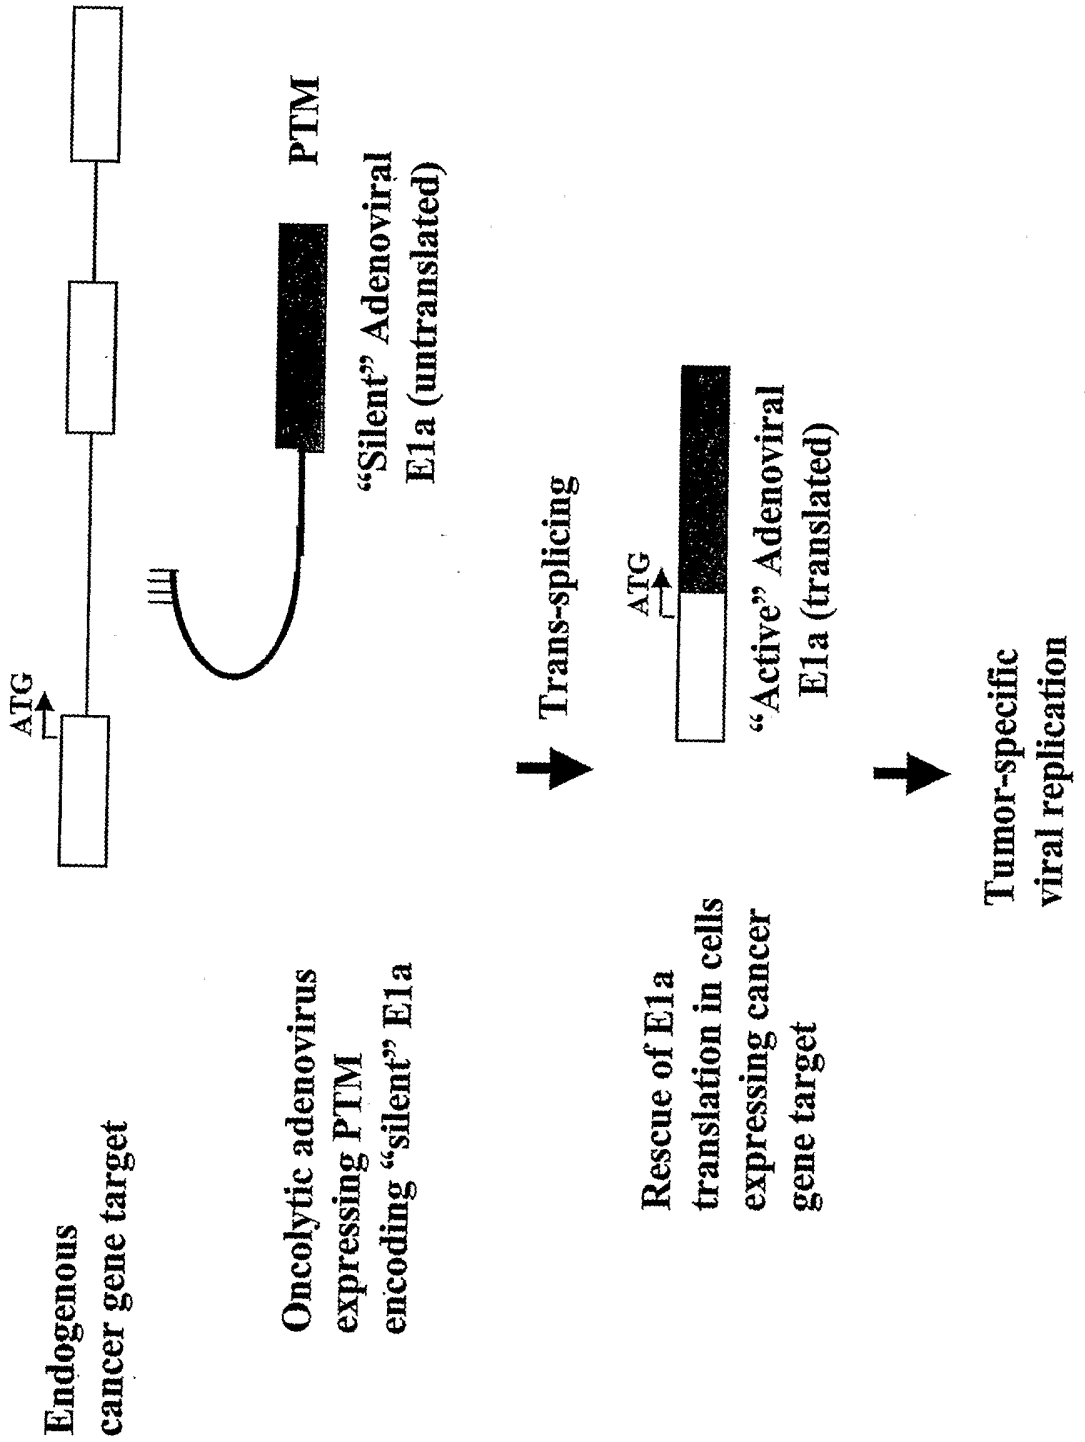 Endogenous
cancer gene target
ATG
Oncolytic adenovirus
expressing PTM
encoding “silent” E1a
PTM
“Silent” Adenoviral
E1a (untranslated)
Trans-splicing
Rescue of E1a
translation in cells
expressing cancer
gene target
ATG
“Active” Adenoviral
E1a (translated)
Tumor-specific
viral replication